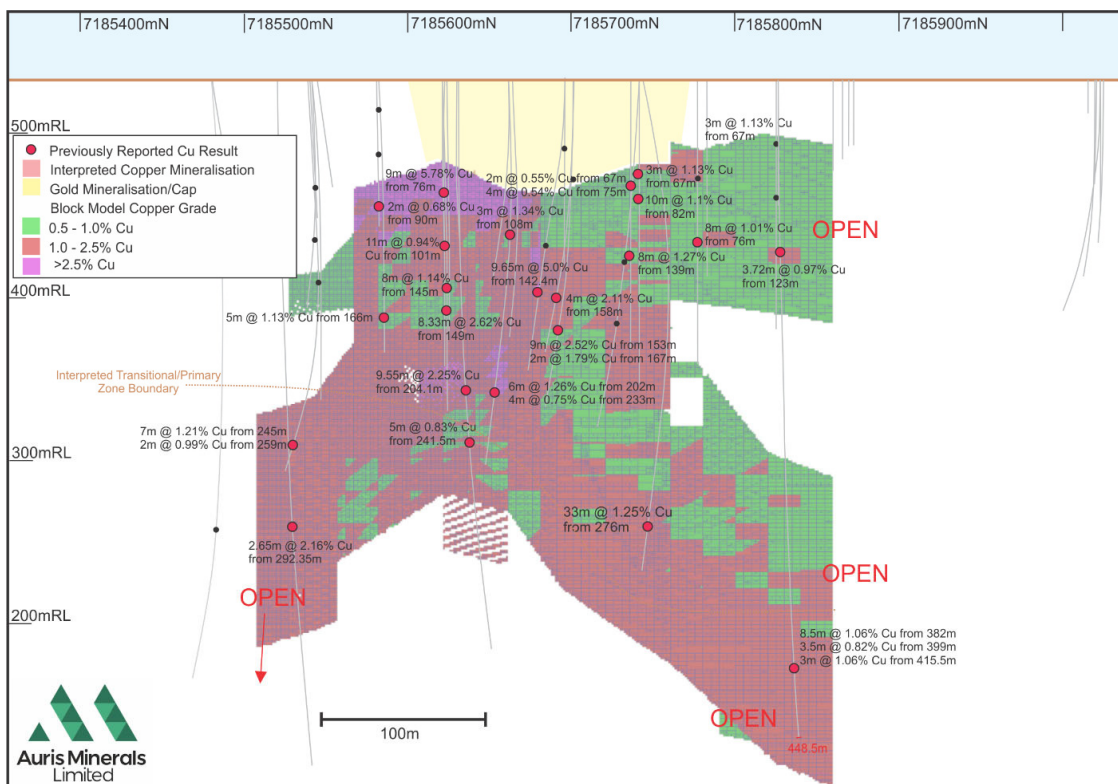 7185400mN
7185500mN
7185600mN
7185700mN
7185800mN
7185900mN
500mRL
400mRL
300mRL
200mRL
Previously Reported Cu Result
Interpreted Copper Mineralisation
Gold Mineralisation/Cap
Block Model Copper Grade
0.5 - 1.0% Cu
1.0 - 2.5% Cu
>2.5% Cu
3m @ 1.13% Cu
from 67m
9m @ 5.78% Cu
from 76m
2m @ 0.55% Cu from 67m
4m @ 0.54% Cu from 75m
3m @ 1.13% Cu
from 67m
2m @ 0.68% Cu
from 90m
3m @ 1.34% Cu
from 108m
10m @ 1.1% Cu
from 82m
11m @ 0.94%
Cu from 101m
8m @ 1.01% Cu
from 76m
OPEN
8m @ 1.14% Cu
from 145m
9.65m @ 5.0% Cu
from 142.4m
8m @ 1.27% Cu
from 139m
3.72m @ 0.97% Cu
from 123m
4m @ 2.11% Cu
from 158m
5m @ 1.13% Cu from 166m
8.33m @ 2.62% Cu
from 149m
9m @ 2.52% Cu from 153m
2m @ 1.79% Cu from 167m
Interpreted Transitional/Primary
Zone Boundary
9.55m @ 2.25% Cu
from 204.1m
6m @ 1.26% Cu from 202m
4m @ 0.75% Cu from 233m
7m @ 1.21% Cu from 245m
2m @ 0.99% Cu from 259m
5m @ 0.83% Cu
from 241.5m
33m @ 1.25% Cu
from 276m
2.65m @ 2.16% Cu
from 292.35m
OPEN
OPEN
8.5m @ 1.06% Cu from 382m
3.5m @ 0.82% Cu from 399m
3m @ 1.06% Cu from 415.5m
OPEN
448.5m
100m
Auris Minerals
Limited